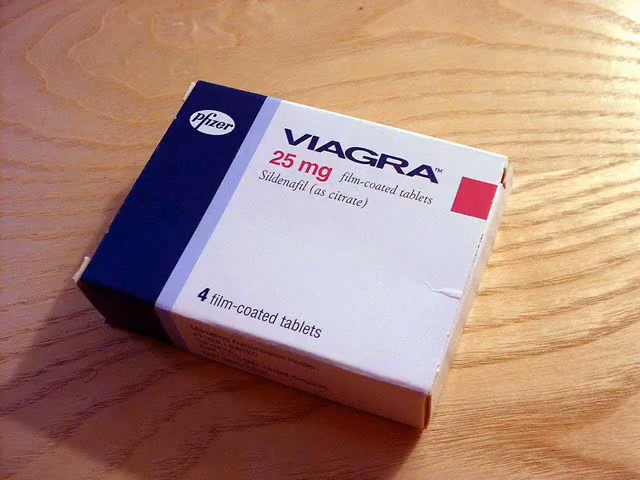 Pfizer
VIAGRA™
25 mg film-coated tablets
Sildenafil (as citrate)
4 film-coated tablets